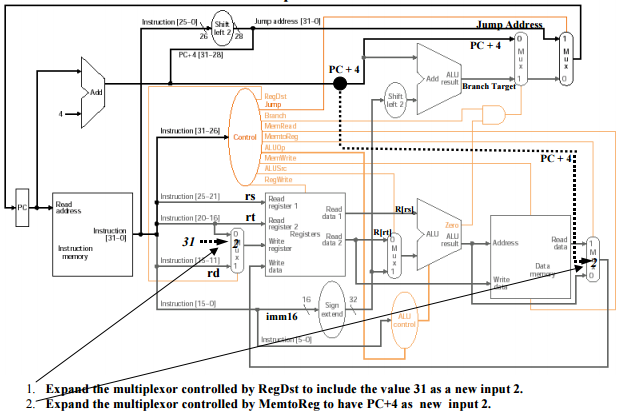 Instruction [25-0]
Shift
left 2
Jump address [31-0]
26
28
Jump Address
PC+4 [31-28]
PC + 4
0
M
u
x
1
1
M
u
x
0
Add
4
PC + 4
Add
ALU
result
Branch Target
Shift
left 2
RegDst
Jump
Branch
MemRead
MemtoReg
ALUOp
MemWrite
ALUSrc
RegWrite
Instruction [31-26]
Control
PC + 4
PC
Read
address
Instruction
[31-0]
Instruction
memory
Instruction [25-21]
rs
Instruction [20-16]
rt
31
0
M
2
u
x
1
Instruction [15-11]
rd
Read
register 1
Read
register 2
Registers
Write
register
Write
data
Read
data 1
Read
data 2
R[rs]
R[rt]
0
M
u
x
1
Zero
ALU
ALU
result
Address
Read
data
Data
memory
Write
data
1
M
2
0
Instruction [15-0]
imm16
16
Sign
extend
32
ALU
control
Instruction [5-0]
1. Expand the multiplexor controlled by RegDst to include the value 31 as a new input 2.
2. Expand the multiplexor controlled by MemtoReg to have PC+4 as new input 2.